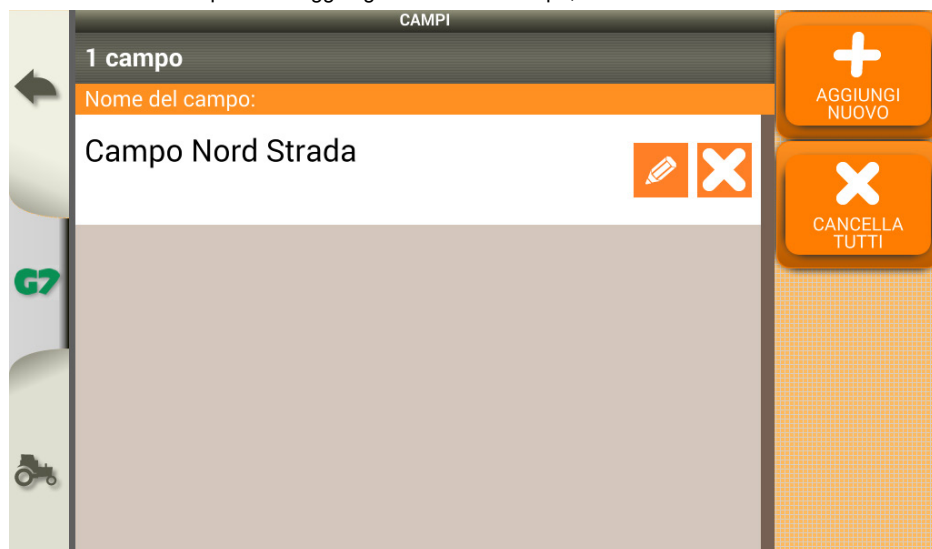 CAMPI
1 campo
Nome del campo:
Campo Nord Strada
AGGIUNGI
NUOVO
CANCELLA
TUTTI
G7